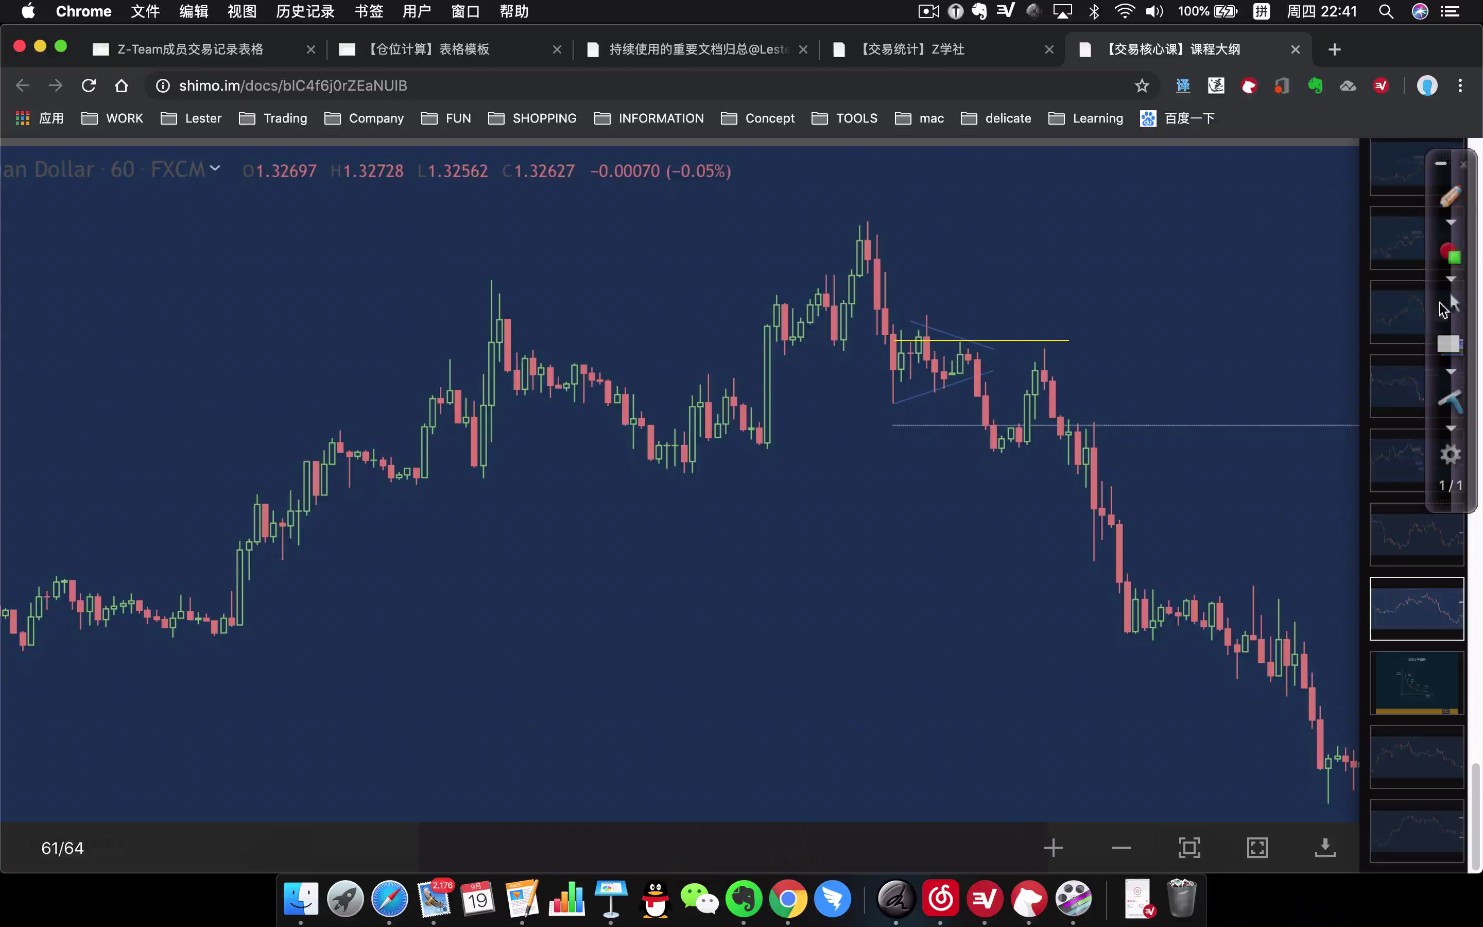 Chrome 文件 编辑 视图 历史记录 书签 用户 窗口 帮助 100% 拼 周四 22:41
Z-Team成员交易记录表格 【仓位计算】表格模板 持续使用的重要文档归总@Leste 【交易统计】Z学社 【交易核心课】课程大纲
shimo.im/docs/bIC4f6j0rZEaNUIB 译
应用 WORK Lester Trading Company FUN SHOPPING INFORMATION Concept TOOLS mac delicate Learning 百度一下
an Dollar · 60 · FXCM O1.32697 H1.32728 L1.32562 C1.32627 −0.00070 (−0.05%)
1/1
61/64
2,176
9月
19